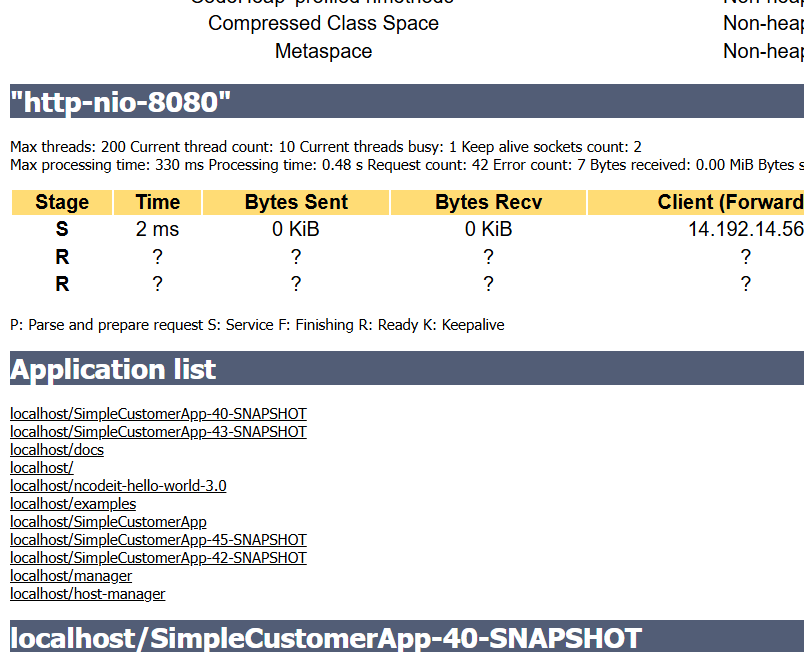 CodeHeap 'profiled nmethods' Non-heap
Compressed Class Space Non-heap
Metaspace Non-heap
"http-nio-8080"
Max threads: 200 Current thread count: 10 Current threads busy: 1 Keep alive sockets count: 2
Max processing time: 330 ms Processing time: 0.48 s Request count: 42 Error count: 7 Bytes received: 0.00 MiB Bytes s
Stage Time Bytes Sent Bytes Recv Client (Forward
S 2 ms 0 KiB 0 KiB 14.192.14.56
R ? ? ? ?
R ? ? ? ?
P: Parse and prepare request S: Service F: Finishing R: Ready K: Keepalive
Application list
localhost/SimpleCustomerApp-40-SNAPSHOT
localhost/SimpleCustomerApp-43-SNAPSHOT
localhost/docs
localhost/
localhost/ncodeit-hello-world-3.0
localhost/examples
localhost/SimpleCustomerApp
localhost/SimpleCustomerApp-45-SNAPSHOT
localhost/SimpleCustomerApp-42-SNAPSHOT
localhost/manager
localhost/host-manager
localhost/SimpleCustomerApp-40-SNAPSHOT